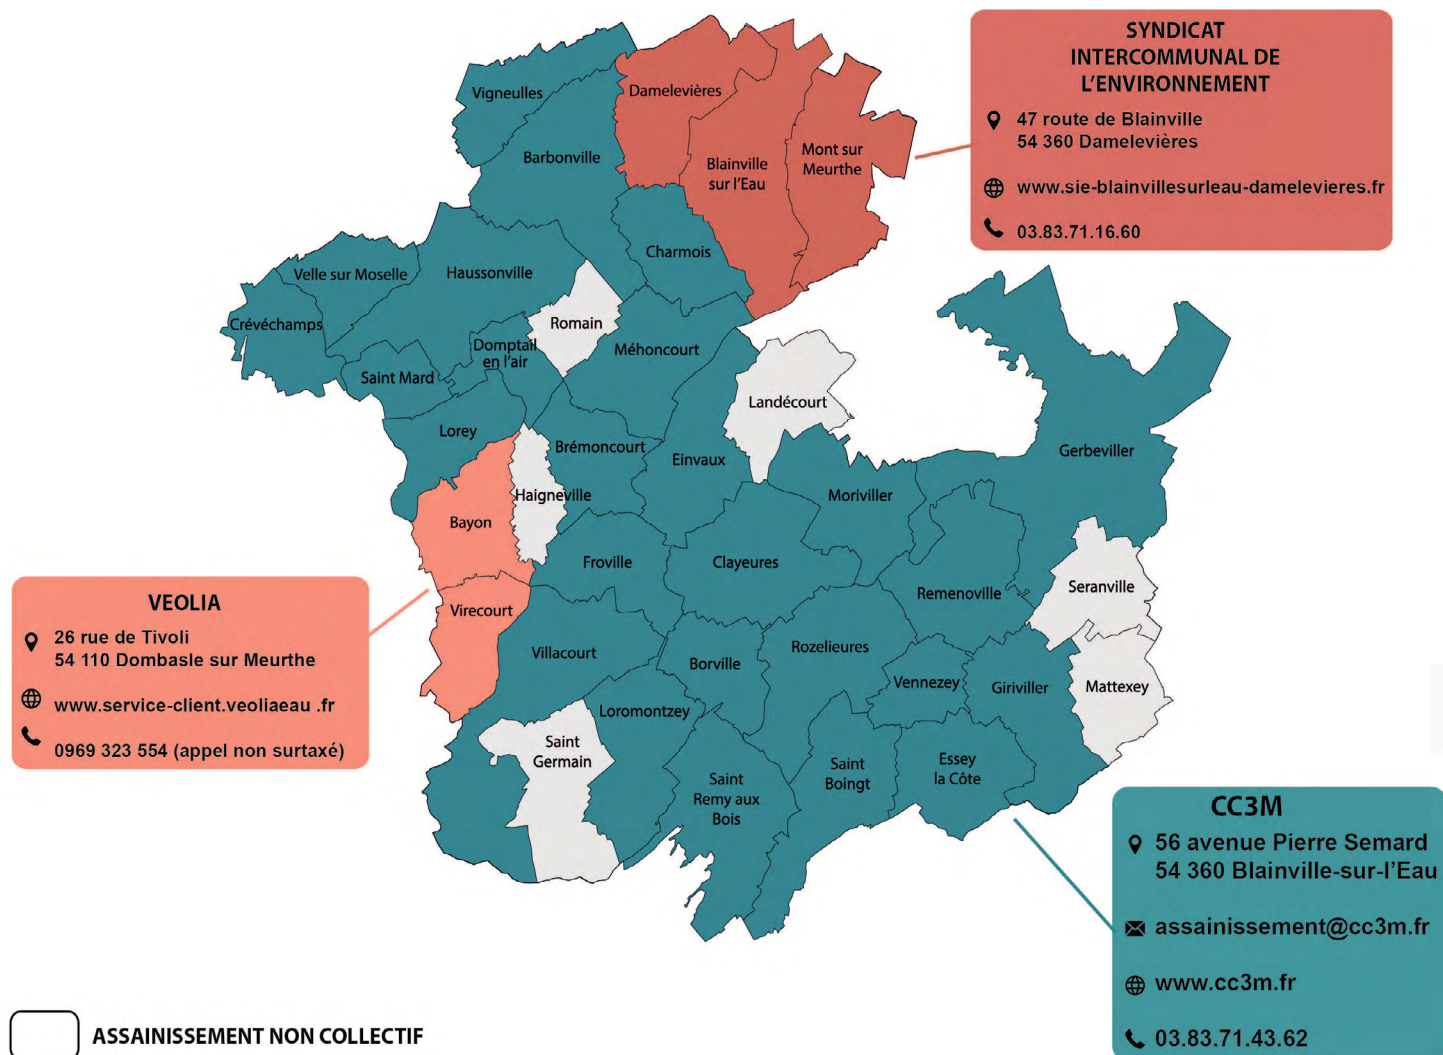 SYNDICAT
INTERCOMMUNAL DE
L'ENVIRONNEMENT
47 route de Blainville
54 360 Damelevières
www.sie-blainvillesurleau-damelevieres.fr
03.83.71.16.60
Vigneulles
Damelevières
Barbonville
Blainville
sur l'Eau
Mont sur
Meurthe
Charmois
Velle sur Moselle
Haussonville
Crévéchamps
Romain
Domptail
en l'air
Méhoncourt
Saint Mard
Landécourt
Lorey
Brémoncourt
Einvaux
Gerbeviller
Haigneville
Moriviller
Bayon
Froville
Clayeures
Remenoville
Seranville
Virecourt
Villacourt
Borville
Rozelieures
Vennezey
Giriviller
Mattexey
Loromontzey
Saint
Germain
Saint
Remy aux
Bois
Saint
Boingt
Essey
la Côte
VEOLIA
26 rue de Tivoli
54 110 Dombasle sur Meurthe
www.service-client.veoliaeau .fr
0969 323 554 (appel non surtaxé)
CC3M
56 avenue Pierre Semard
54 360 Blainville-sur-l'Eau
assainissement@cc3m.fr
www.cc3m.fr
03.83.71.43.62
ASSAINISSEMENT NON COLLECTIF